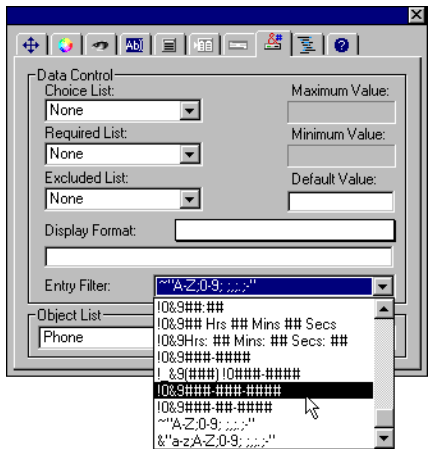 Ab
Data Control
Choice List:
Maximum Value:
None
Required List:
Minimum Value:
None
Excluded List:
Default Value:
None
Display Format:
Entry Filter:
~"A-Z;0-9; ;,;.;-"
!0&9##:##
!0&9## Hrs ## Mins ## Secs
!0&9Hrs: ## Mins: ## Secs: ##
!0&9###-####
Object List
Phone
!_&9(###) !0###-####
!0&9###-###-####
!0&9###-##-####
~"A-Z;0-9; ;,;.;-"
&"a-z;A-Z;0-9; ;,;.;-"